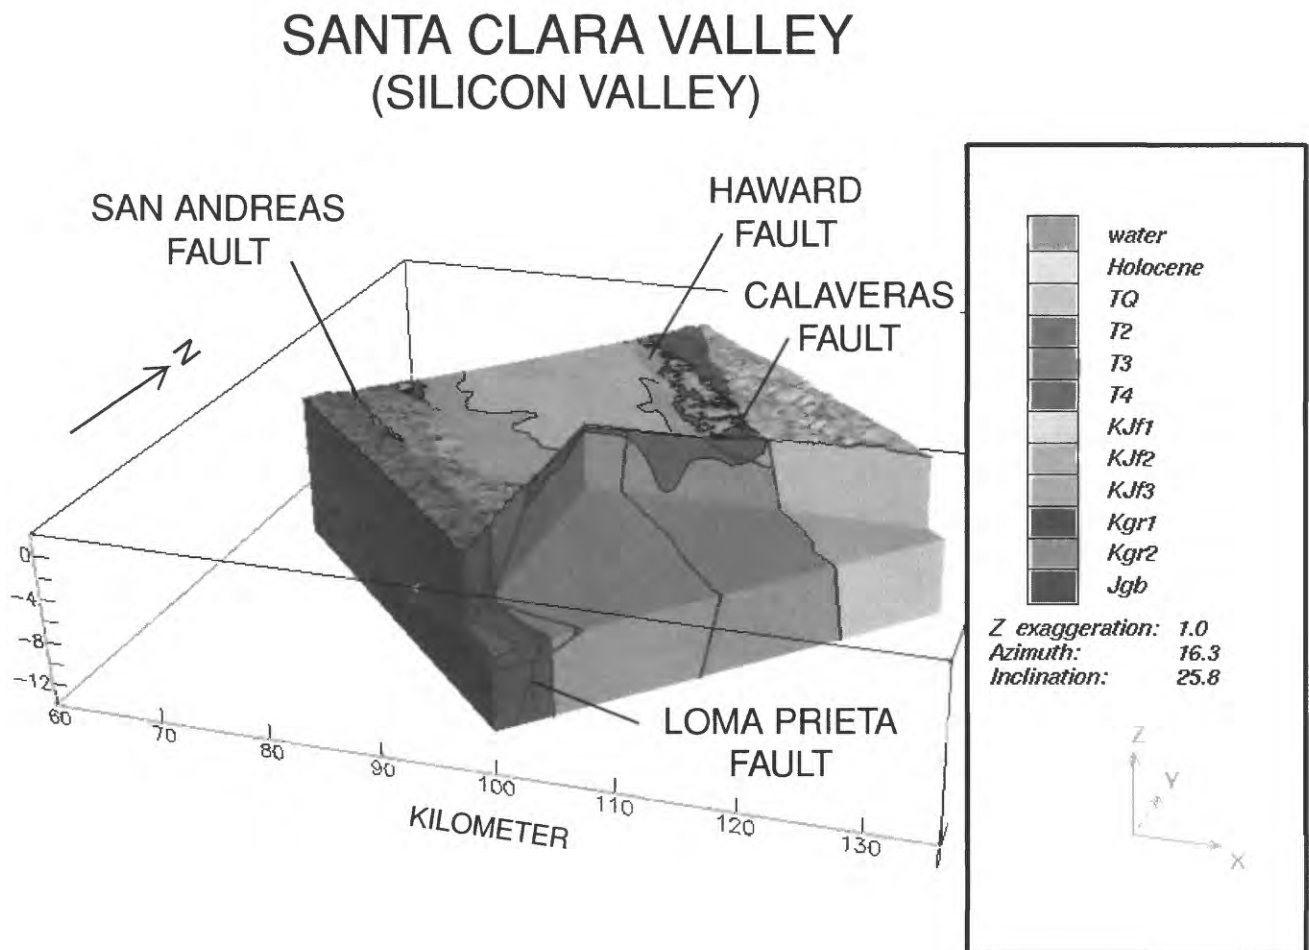 SANTA CLARA VALLEY
(SILICON VALLEY)
SAN ANDREAS
FAULT
HAWARD
FAULT
CALAVERAS
FAULT
N
0
-4
-8
-12
60
70
80
90
100
110
120
130
KILOMETER
LOMA PRIETA
FAULT
water
Holocene
TQ
T2
T3
T4
KJf1
KJf2
KJf3
Kgr1
Kgr2
Jgb
Z exaggeration: 1.0
Azimuth: 16.3
Inclination: 25.8
Z
Y
X